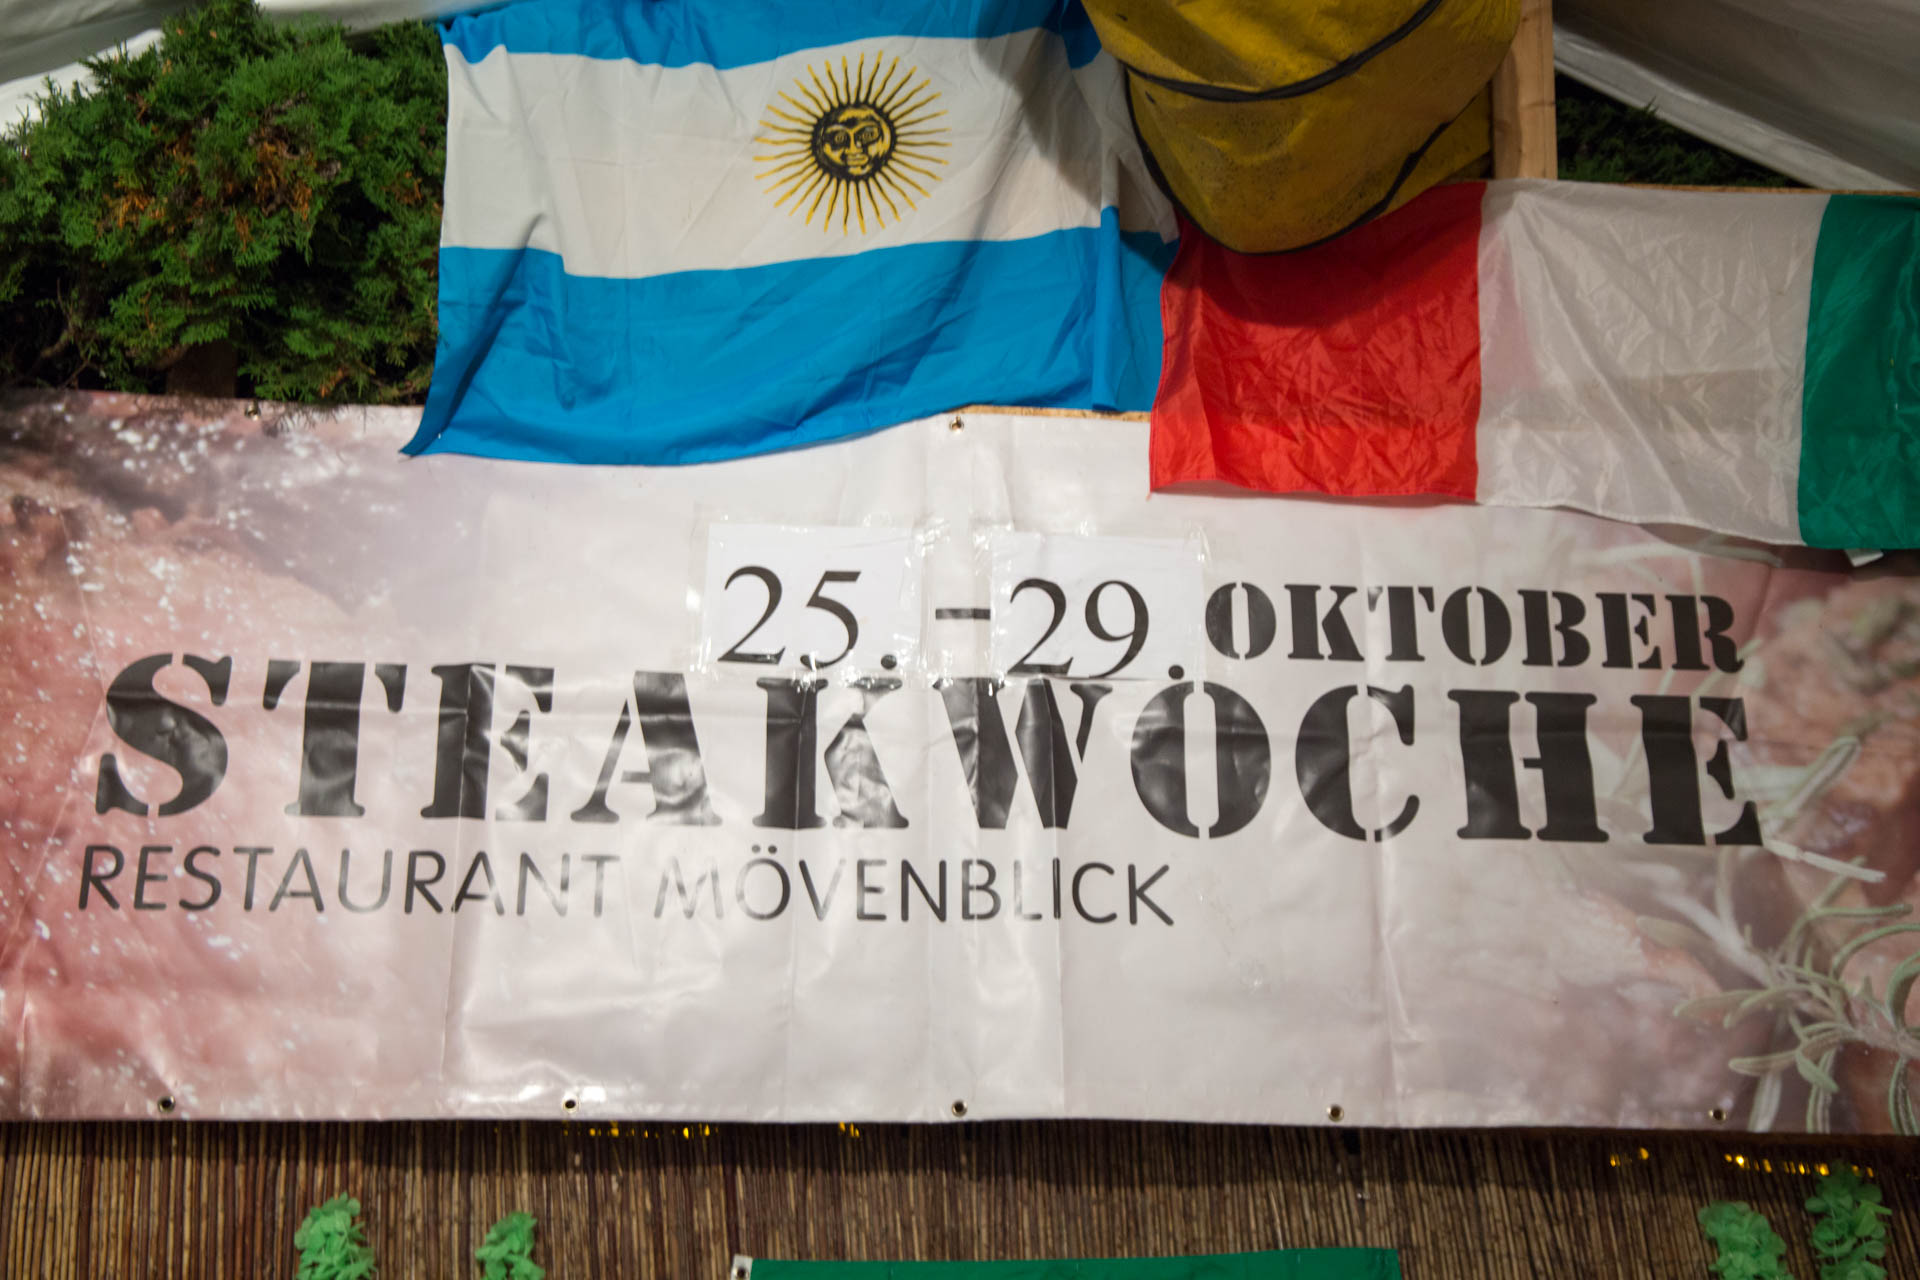 25. – 29. OKTOBER
STEAKWOCHE
RESTAURANT MÖVENBLICK